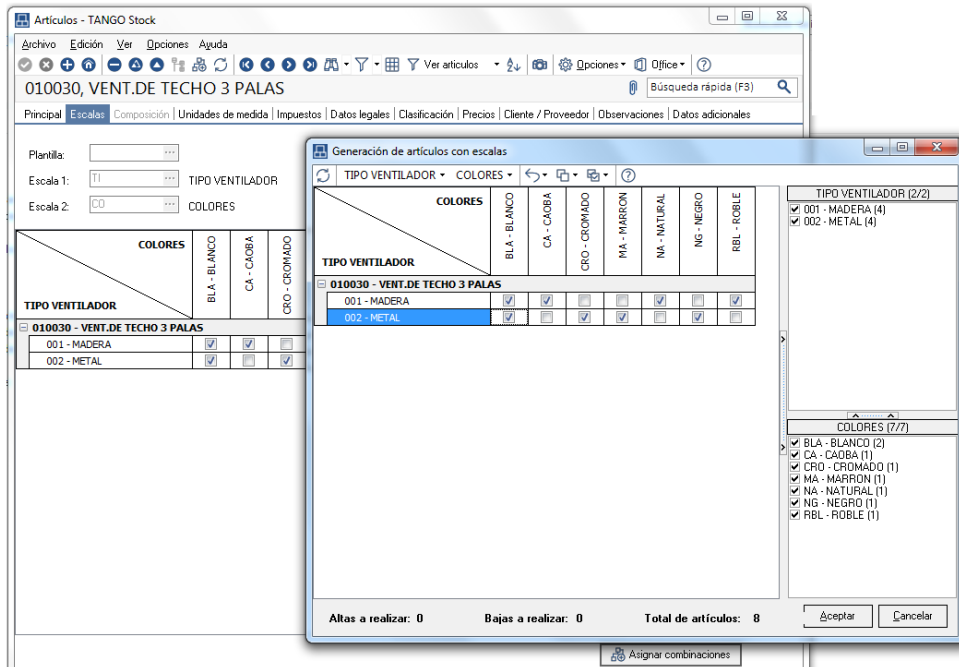 Artículos - TANGO Stock
Archivo Edición Ver Opciones Ayuda
Ver articulos Opciones Office
010030, VENT.DE TECHO 3 PALAS
Búsqueda rápida (F3)
Principal Escalas Composición Unidades de medida Impuestos Datos legales Clasificación Precios Cliente / Proveedor Observaciones Datos adicionales
Plantilla:
Escala 1: TI TIPO VENTILADOR
Escala 2: CO COLORES
COLORES
TIPO VENTILADOR
BLA - BLANCO
CA - CAOBA
CRO - CROMADO
010030 - VENT.DE TECHO 3 PALAS
001 - MADERA
002 - METAL
Generación de artículos con escalas
TIPO VENTILADOR COLORES
COLORES
TIPO VENTILADOR
BLA - BLANCO
CA - CAOBA
CRO - CROMADO
MA - MARRON
NA - NATURAL
NG - NEGRO
RBL - ROBLE
010030 - VENT.DE TECHO 3 PALAS
001 - MADERA
002 - METAL
TIPO VENTILADOR (2/2)
001 - MADERA (4)
002 - METAL (4)
COLORES (7/7)
BLA - BLANCO (2)
CA - CAOBA (1)
CRO - CROMADO (1)
MA - MARRON (1)
NA - NATURAL (1)
NG - NEGRO (1)
RBL - ROBLE (1)
Altas a realizar: 0 Bajas a realizar: 0 Total de artículos: 8
Aceptar Cancelar
Asignar combinaciones